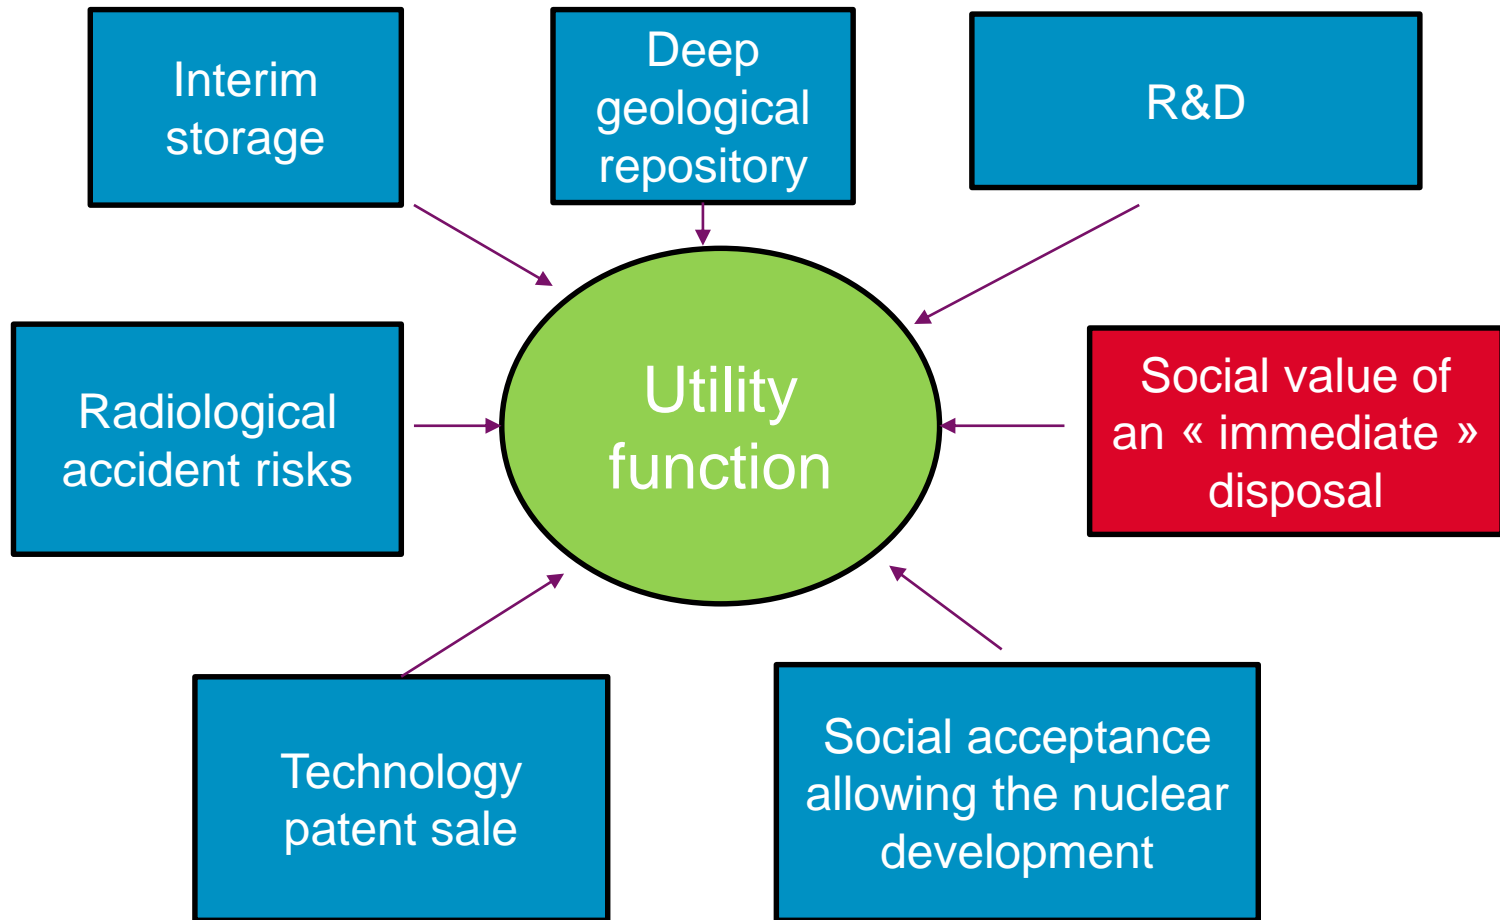 Interim
storage
Deep
geological
repository
R&D
Radiological
accident risks
Utility
function
Social value of
an « immediate »
disposal
Technology
patent sale
Social acceptance
allowing the nuclear
development